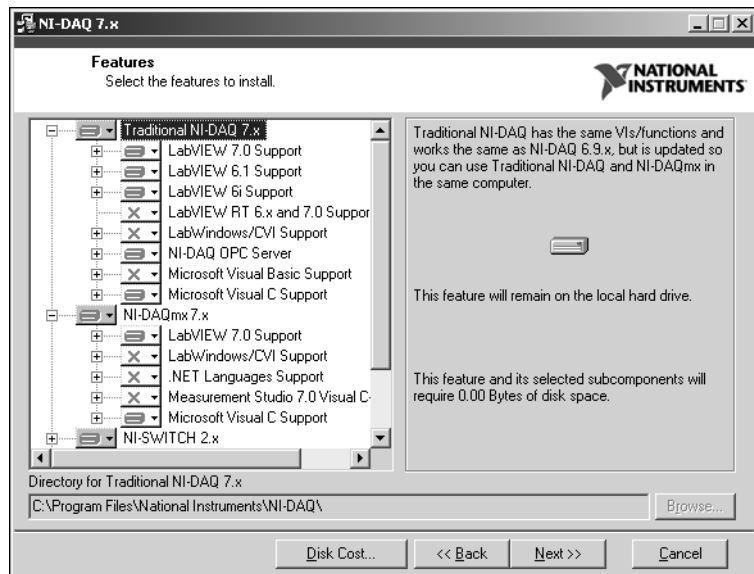 NI-DAQ 7.x
Features
Select the features to install.
NATIONAL
INSTRUMENTS
Traditional NI-DAQ 7.x
LabVIEW 7.0 Support
LabVIEW 6.1 Support
LabVIEW 6i Support
LabVIEW RT 6.x and 7.0 Suppor
LabWindows/CVI Support
NI-DAQ OPC Server
Microsoft Visual Basic Support
Microsoft Visual C Support
NI-DAQmx 7.x
LabVIEW 7.0 Support
LabWindows/CVI Support
.NET Languages Support
Measurement Studio 7.0 Visual C-
Microsoft Visual C Support
NI-SWITCH 2.x
Traditional NI-DAQ has the same VIs/functions and
works the same as NI-DAQ 6.9.x, but is updated so
you can use Traditional NI-DAQ and NI-DAQmx in
the same computer.
This feature will remain on the local hard drive.
This feature and its selected subcomponents will
require 0.00 Bytes of disk space.
Directory for Traditional NI-DAQ 7.x
C:\Program Files\National Instruments\NI-DAQ\
Browse...
Disk Cost...
<< Back
Next >>
Cancel